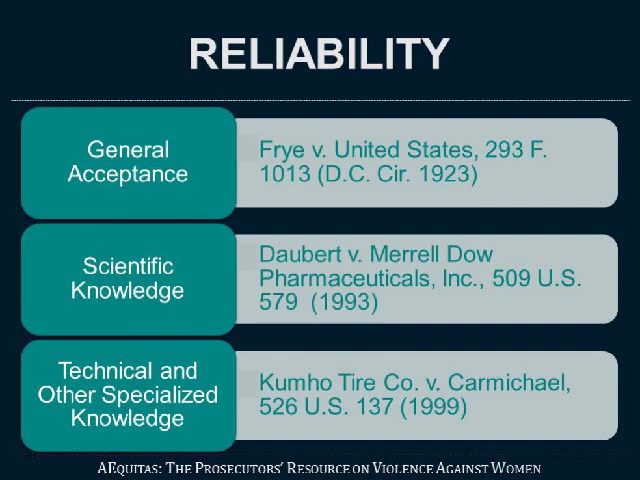 RELIABILITY
General
Acceptance
Frye v. United States, 293 F.
1013 (D.C. Cir. 1923)
Scientific
Knowledge
Daubert v. Merrell Dow
Pharmaceuticals, Inc., 509 U.S.
579 (1993)
Technical and
Other Specialized
Knowledge
Kumho Tire Co. v. Carmichael,
526 U.S. 137 (1999)
AEQUITAS: THE PROSECUTORS' RESOURCE ON VIOLENCE AGAINST WOMEN